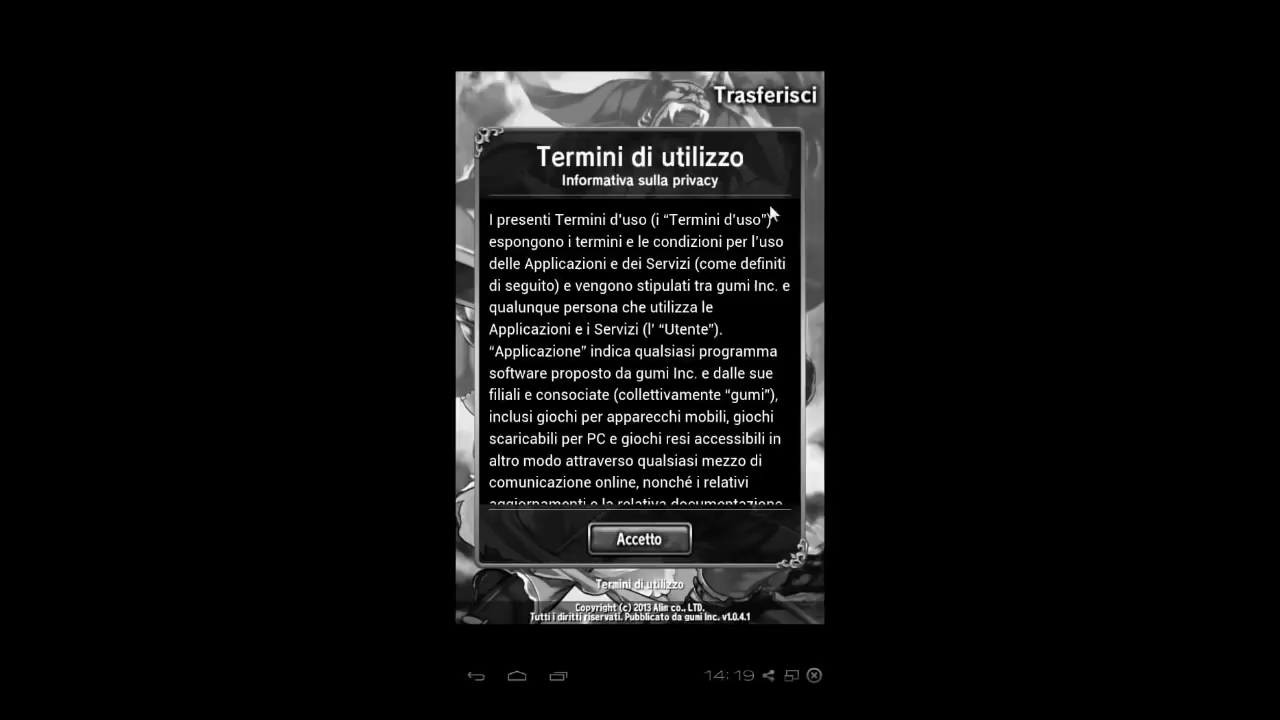 Trasferisci
Termini di utilizzo
Informativa sulla privacy
I presenti Termini d'uso (i “Termini d'uso”)
espongono i termini e le condizioni per l'uso
delle Applicazioni e dei Servizi (come definiti
di seguito) e vengono stipulati tra gumi Inc. e
qualunque persona che utilizza le
Applicazioni e i Servizi (l' “Utente”).
“Applicazione” indica qualsiasi programma
software proposto da gumi Inc. e dalle sue
filiali e consociate (collettivamente “gumi”),
inclusi giochi per apparecchi mobili, giochi
scaricabili per PC e giochi resi accessibili in
altro modo attraverso qualsiasi mezzo di
comunicazione online, nonché i relativi
aggiornamenti e la relativa documentazione
Accetto
Termini di utilizzo
Copyright (c) 2013 Alim co., LTD.
Tutti i diritti riservati. Pubblicato da gumi Inc. v1.0.4.1
14:19